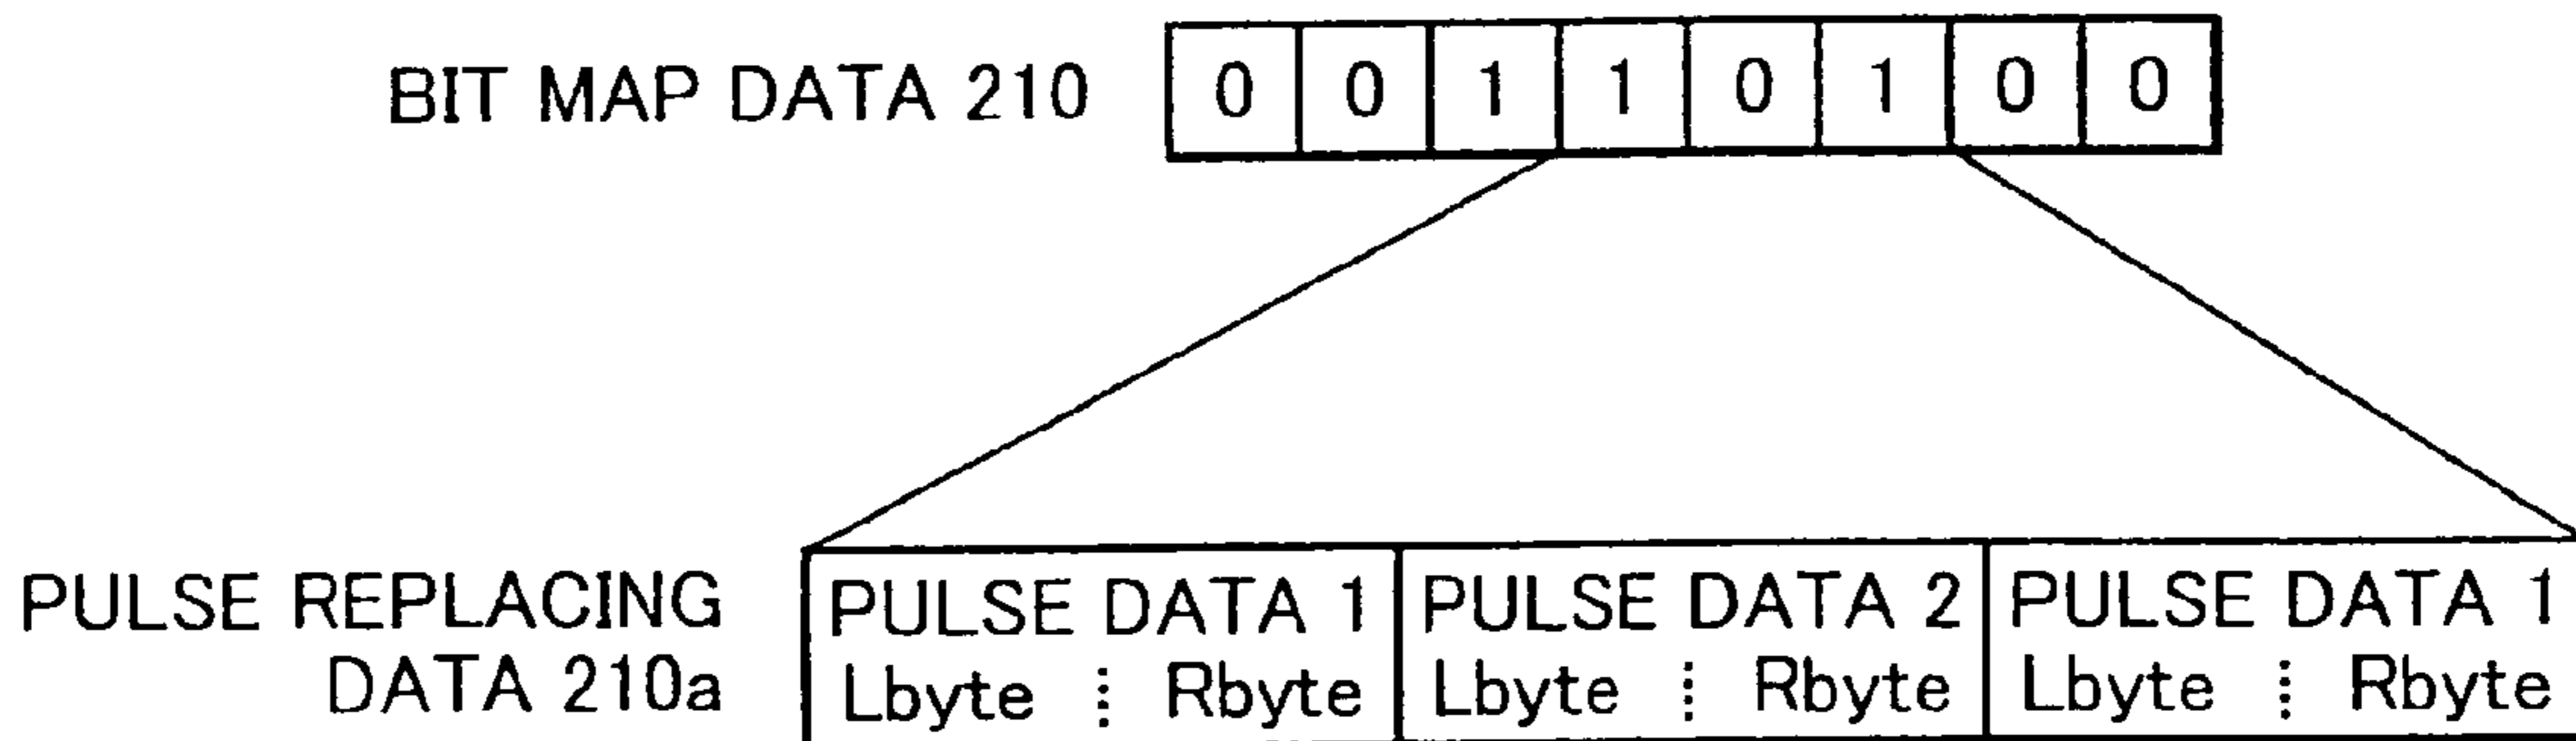 BIT MAP DATA 210 0 0 1 1 0 1 0 0
PULSE REPLACING DATA 210a
PULSE DATA 1 PULSE DATA 2 PULSE DATA 1
Lbyte ⋮ Rbyte Lbyte ⋮ Rbyte Lbyte ⋮ Rbyte